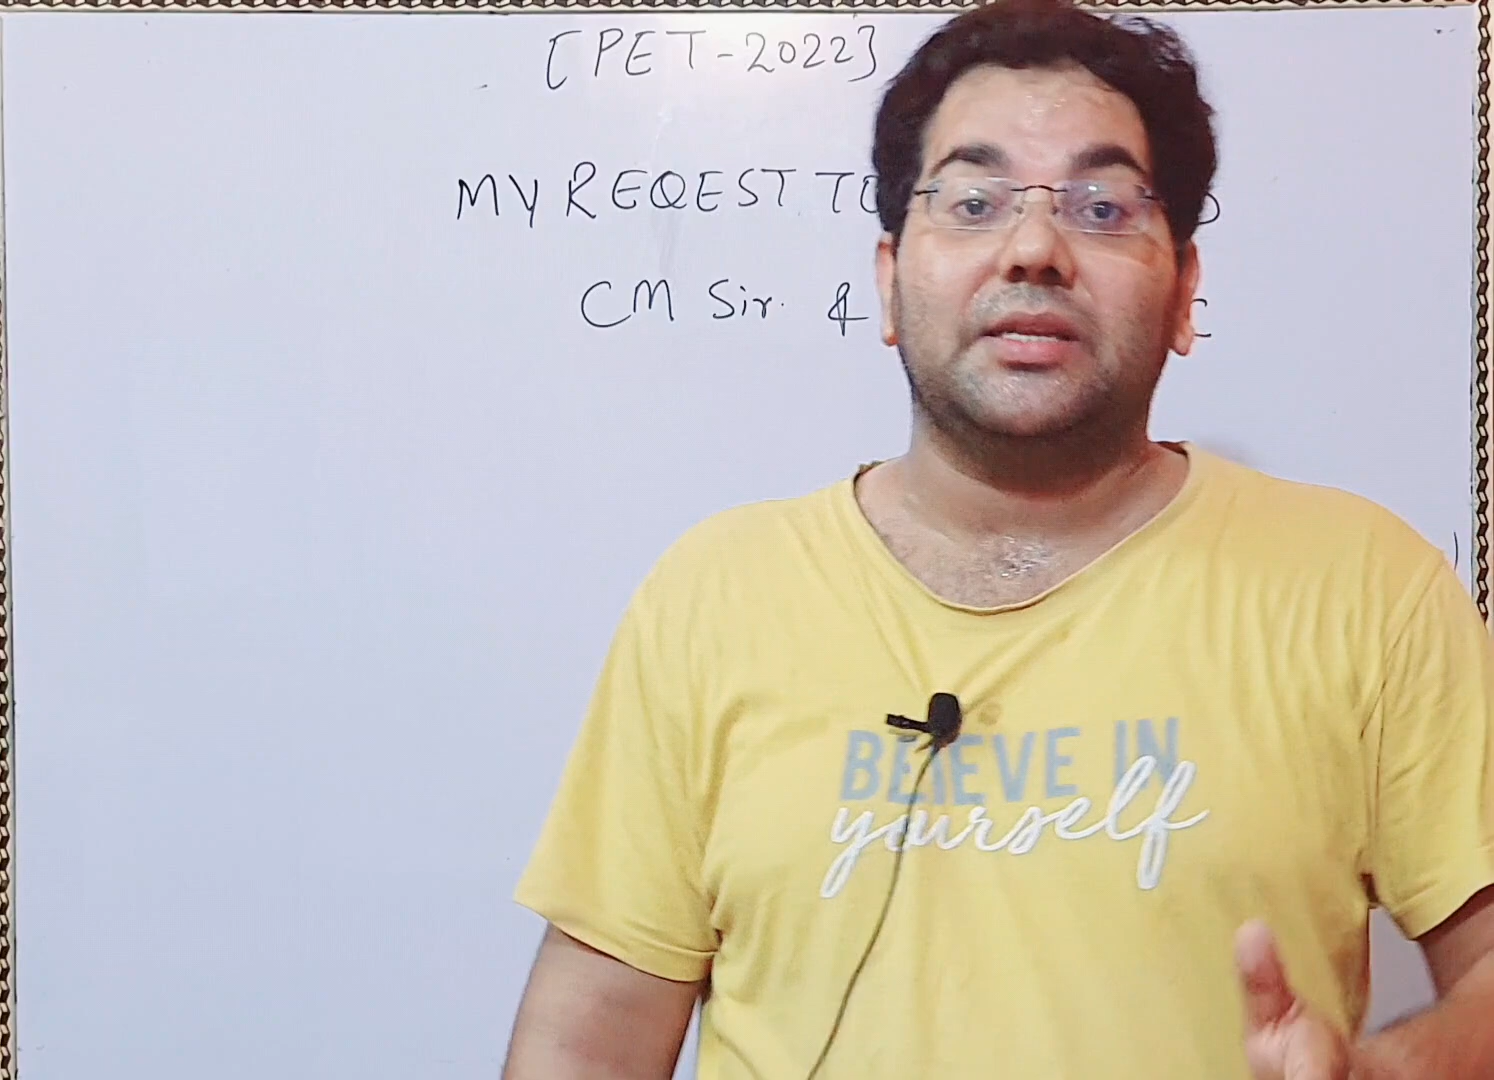 [PET-2022]
MY REQEST TO
CM Sir. &
BELIEVE IN
yourself